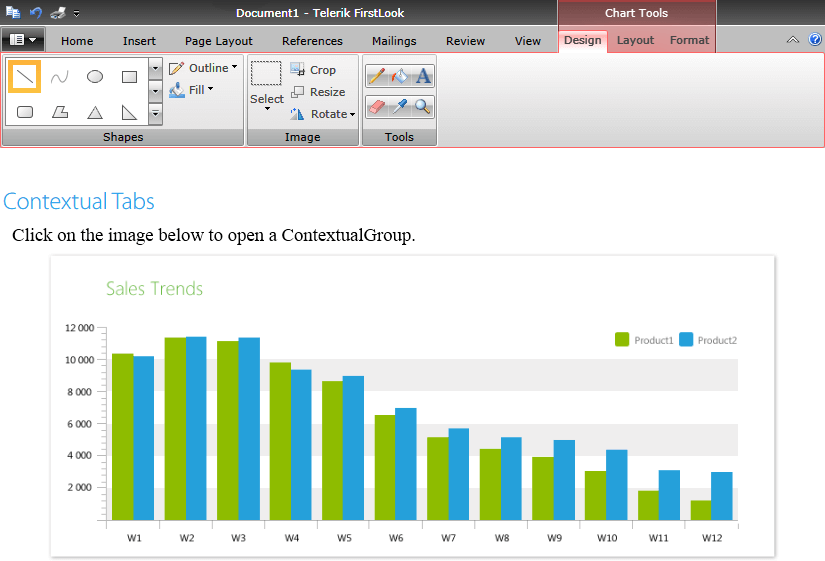 Document1 - Telerik FirstLook
Chart Tools
Home Insert Page Layout References Mailings Review View Design Layout Format
Outline
Fill
Shapes
Select
Crop
Resize
Rotate
Image
A
Tools
Contextual Tabs
Click on the image below to open a ContextualGroup.
Sales Trends
Product1 Product2
12 000
10 000
8 000
6 000
4 000
2 000
W1 W2 W3 W4 W5 W6 W7 W8 W9 W10 W11 W12